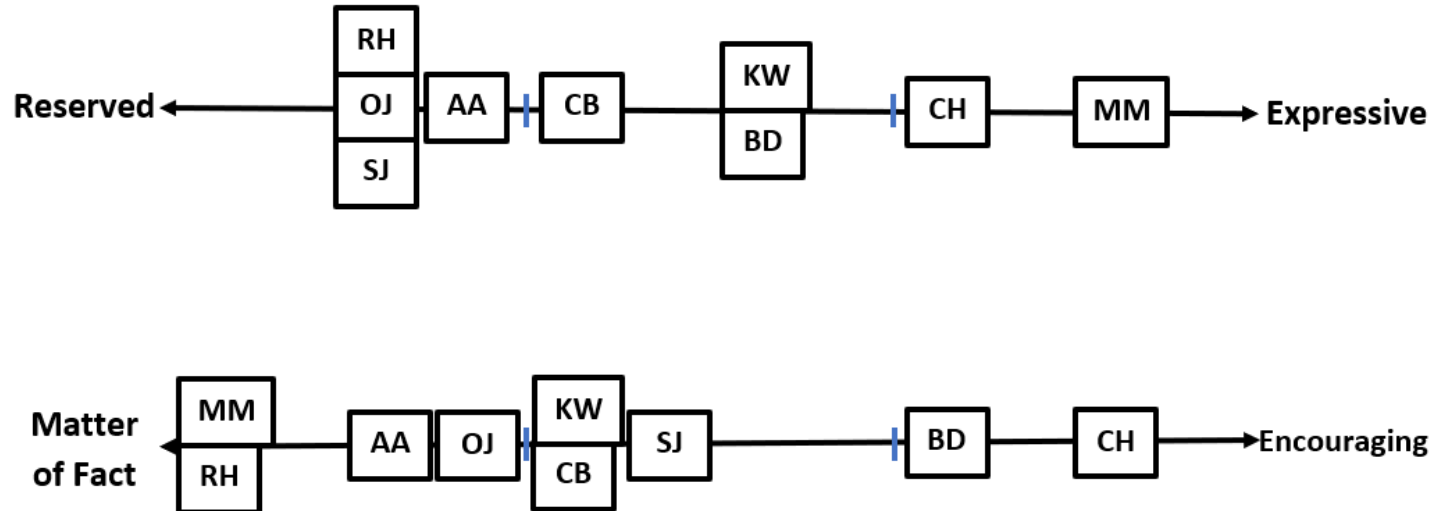 RH
KW
Reserved OJ AA CB CH MM Expressive
BD
SJ
MM KW
Matter
of Fact
AA OJ SJ BD CH Encouraging
RH CB